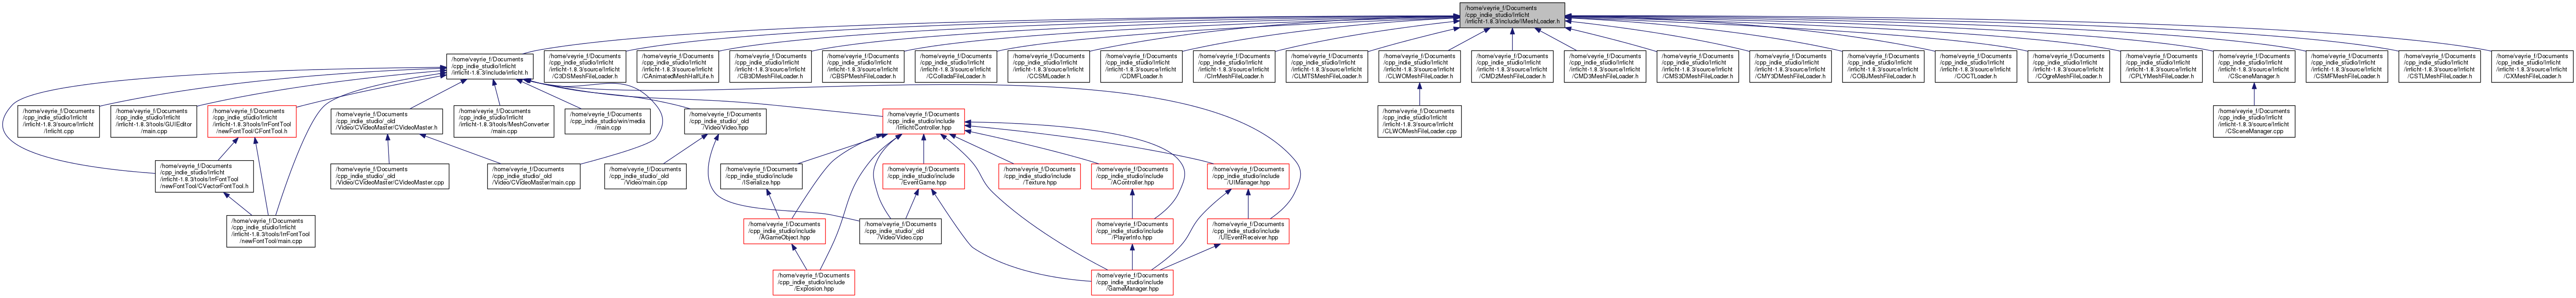 /home/veyrie_f/Documents
/cpp_indie_studio/Irrlicht
/irrlicht-1.8.3/include/IMeshLoader.h
/home/veyrie_f/Documents
/cpp_indie_studio/Irrlicht
/irrlicht-1.8.3/include/irrlicht.h
/home/veyrie_f/Documents
/cpp_indie_studio/Irrlicht
/irrlicht-1.8.3/source/Irrlicht
/C3DSMeshFileLoader.h
/home/veyrie_f/Documents
/cpp_indie_studio/Irrlicht
/irrlicht-1.8.3/source/Irrlicht
/CAnimatedMeshHalfLife.h
/home/veyrie_f/Documents
/cpp_indie_studio/Irrlicht
/irrlicht-1.8.3/source/Irrlicht
/CB3DMeshFileLoader.h
/home/veyrie_f/Documents
/cpp_indie_studio/Irrlicht
/irrlicht-1.8.3/source/Irrlicht
/CBSPMeshFileLoader.h
/home/veyrie_f/Documents
/cpp_indie_studio/Irrlicht
/irrlicht-1.8.3/source/Irrlicht
/CColladaFileLoader.h
/home/veyrie_f/Documents
/cpp_indie_studio/Irrlicht
/irrlicht-1.8.3/source/Irrlicht
/CCSMLoader.h
/home/veyrie_f/Documents
/cpp_indie_studio/Irrlicht
/irrlicht-1.8.3/source/Irrlicht
/CDMFLoader.h
/home/veyrie_f/Documents
/cpp_indie_studio/Irrlicht
/irrlicht-1.8.3/source/Irrlicht
/CIrrMeshFileLoader.h
/home/veyrie_f/Documents
/cpp_indie_studio/Irrlicht
/irrlicht-1.8.3/source/Irrlicht
/CLMTSMeshFileLoader.h
/home/veyrie_f/Documents
/cpp_indie_studio/Irrlicht
/irrlicht-1.8.3/source/Irrlicht
/CLWOMeshFileLoader.h
/home/veyrie_f/Documents
/cpp_indie_studio/Irrlicht
/irrlicht-1.8.3/source/Irrlicht
/CMD2MeshFileLoader.h
/home/veyrie_f/Documents
/cpp_indie_studio/Irrlicht
/irrlicht-1.8.3/source/Irrlicht
/CMD3MeshFileLoader.h
/home/veyrie_f/Documents
/cpp_indie_studio/Irrlicht
/irrlicht-1.8.3/source/Irrlicht
/CMS3DMeshFileLoader.h
/home/veyrie_f/Documents
/cpp_indie_studio/Irrlicht
/irrlicht-1.8.3/source/Irrlicht
/CMY3DMeshFileLoader.h
/home/veyrie_f/Documents
/cpp_indie_studio/Irrlicht
/irrlicht-1.8.3/source/Irrlicht
/COBJMeshFileLoader.h
/home/veyrie_f/Documents
/cpp_indie_studio/Irrlicht
/irrlicht-1.8.3/source/Irrlicht
/COCTLoader.h
/home/veyrie_f/Documents
/cpp_indie_studio/Irrlicht
/irrlicht-1.8.3/source/Irrlicht
/COgreMeshFileLoader.h
/home/veyrie_f/Documents
/cpp_indie_studio/Irrlicht
/irrlicht-1.8.3/source/Irrlicht
/CPLYMeshFileLoader.h
/home/veyrie_f/Documents
/cpp_indie_studio/Irrlicht
/irrlicht-1.8.3/source/Irrlicht
/CSceneManager.h
/home/veyrie_f/Documents
/cpp_indie_studio/Irrlicht
/irrlicht-1.8.3/source/Irrlicht
/CSMFMeshFileLoader.h
/home/veyrie_f/Documents
/cpp_indie_studio/Irrlicht
/irrlicht-1.8.3/source/Irrlicht
/CSTLMeshFileLoader.h
/home/veyrie_f/Documents
/cpp_indie_studio/Irrlicht
/irrlicht-1.8.3/source/Irrlicht
/CXMeshFileLoader.h
/home/veyrie_f/Documents
/cpp_indie_studio/Irrlicht
/irrlicht-1.8.3/source/Irrlicht
/Irrlicht.cpp
/home/veyrie_f/Documents
/cpp_indie_studio/Irrlicht
/irrlicht-1.8.3/tools/GUIEditor
/main.cpp
/home/veyrie_f/Documents
/cpp_indie_studio/Irrlicht
/irrlicht-1.8.3/tools/IrrFontTool
/newFontTool/CFontTool.h
/home/veyrie_f/Documents
/cpp_indie_studio/_old
/Video/CVideoMaster/CVideoMaster.h
/home/veyrie_f/Documents
/cpp_indie_studio/Irrlicht
/irrlicht-1.8.3/tools/MeshConverter
/main.cpp
/home/veyrie_f/Documents
/cpp_indie_studio/win/media
/main.cpp
/home/veyrie_f/Documents
/cpp_indie_studio/_old
/Video/Video.hpp
/home/veyrie_f/Documents
/cpp_indie_studio/include
/IrrlichtController.hpp
/home/veyrie_f/Documents
/cpp_indie_studio/Irrlicht
/irrlicht-1.8.3/source/Irrlicht
/CLWOMeshFileLoader.cpp
/home/veyrie_f/Documents
/cpp_indie_studio/Irrlicht
/irrlicht-1.8.3/source/Irrlicht
/CSceneManager.cpp
/home/veyrie_f/Documents
/cpp_indie_studio/Irrlicht
/irrlicht-1.8.3/tools/IrrFontTool
/newFontTool/CVectorFontTool.h
/home/veyrie_f/Documents
/cpp_indie_studio/_old
/Video/CVideoMaster/CVideoMaster.cpp
/home/veyrie_f/Documents
/cpp_indie_studio/_old
/Video/CVideoMaster/main.cpp
/home/veyrie_f/Documents
/cpp_indie_studio/_old
/Video/main.cpp
/home/veyrie_f/Documents
/cpp_indie_studio/include
/ISerialize.hpp
/home/veyrie_f/Documents
/cpp_indie_studio/include
/EventGame.hpp
/home/veyrie_f/Documents
/cpp_indie_studio/include
/Texture.hpp
/home/veyrie_f/Documents
/cpp_indie_studio/include
/AController.hpp
/home/veyrie_f/Documents
/cpp_indie_studio/include
/UIManager.hpp
/home/veyrie_f/Documents
/cpp_indie_studio/Irrlicht
/irrlicht-1.8.3/tools/IrrFontTool
/newFontTool/main.cpp
/home/veyrie_f/Documents
/cpp_indie_studio/include
/AGameObject.hpp
/home/veyrie_f/Documents
/cpp_indie_studio/_old
/Video/Video.cpp
/home/veyrie_f/Documents
/cpp_indie_studio/include
/PlayerInfo.hpp
/home/veyrie_f/Documents
/cpp_indie_studio/include
/UIEventReceiver.hpp
/home/veyrie_f/Documents
/cpp_indie_studio/include
/Explosion.hpp
/home/veyrie_f/Documents
/cpp_indie_studio/include
/GameManager.hpp